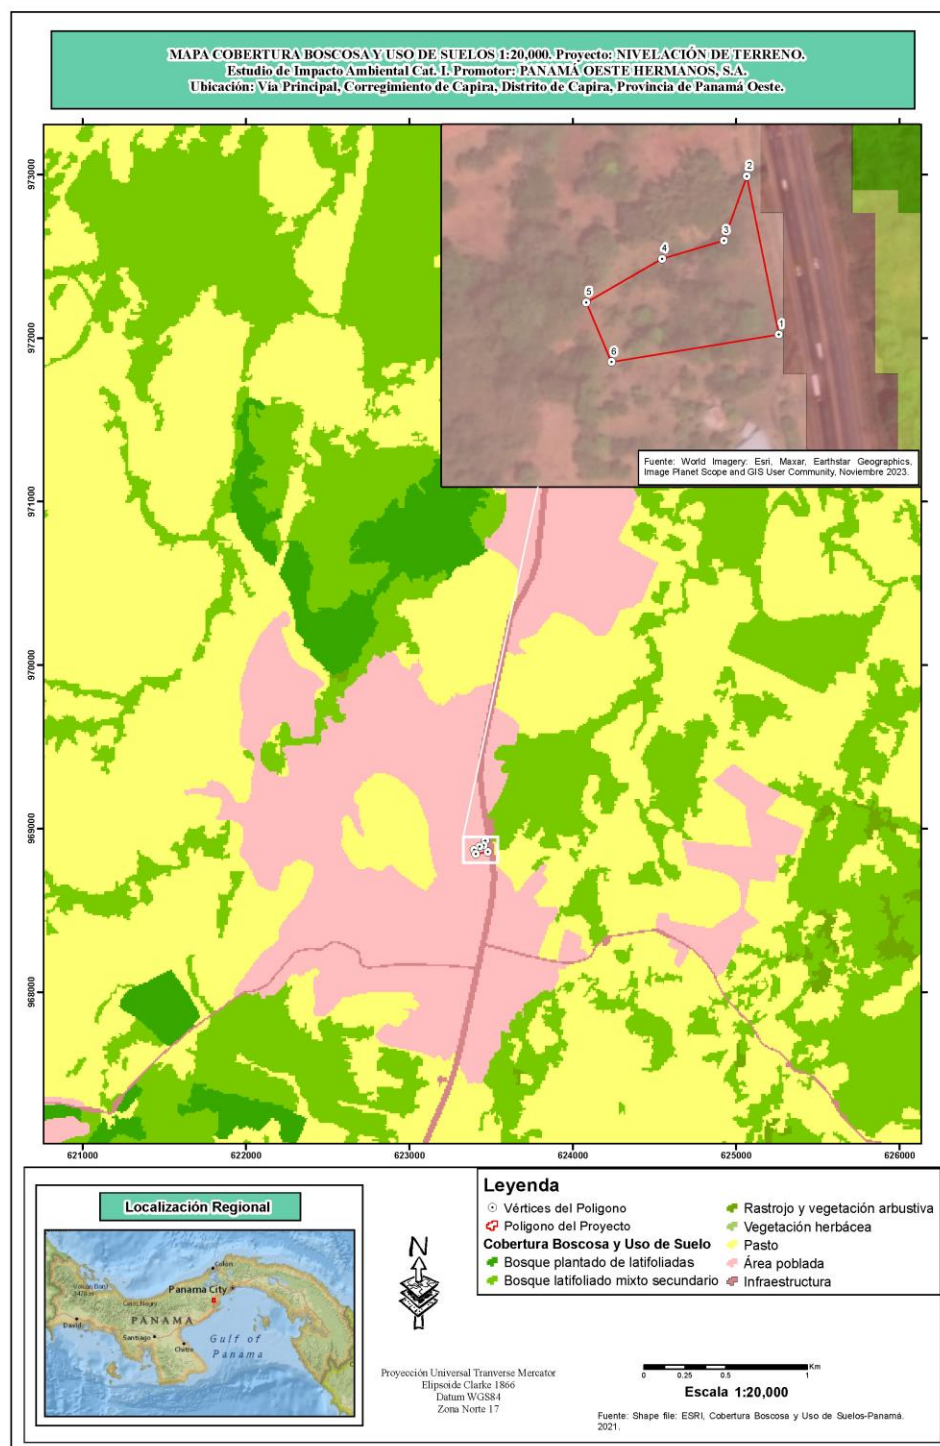 MAPA COBERTURA BOSCOSA Y USO DE SUELOS 1:20,000. Proyecto: NIVELACIÓN DE TERRENO.
Estudio de Impacto Ambiental Cat. I. Promotor: PANAMÁ OESTE HERMANOS, S.A.
Ubicación: Vía Principal, Corregimiento de Capira, Distrito de Capira, Provincia de Panamá Oeste.
973000
972000
971000
970000
969000
968000
2
3
4
5
1
6
Fuente: World Imagery: Esri, Maxar, Earthstar Geographics,
Image Planet Scope and GIS User Community, Noviembre 2023.
621000
622000
623000
624000
625000
626000
Localización Regional
Colon
Panama City
PANAMÁ
David
Santiago
Chitre
Gulf of
Panama
N
Proyección Universal Tranverse Mercator
Elipsoide Clarke 1866
Datum WGS84
Zona Norte 17
Leyenda
Vértices del Poligono
Poligono del Proyecto
Cobertura Boscosa y Uso de Suelo
Bosque plantado de latifoliadas
Bosque latifoliado mixto secundario
Rastrojo y vegetación arbustiva
Vegetación herbácea
Pasto
Área poblada
Infraestructura
Km
0 0.25 0.5 1
Escala 1:20,000
Fuente: Shape file: ESRI, Cobertura Boscosa y Uso de Suelos-Panamá.
2021.